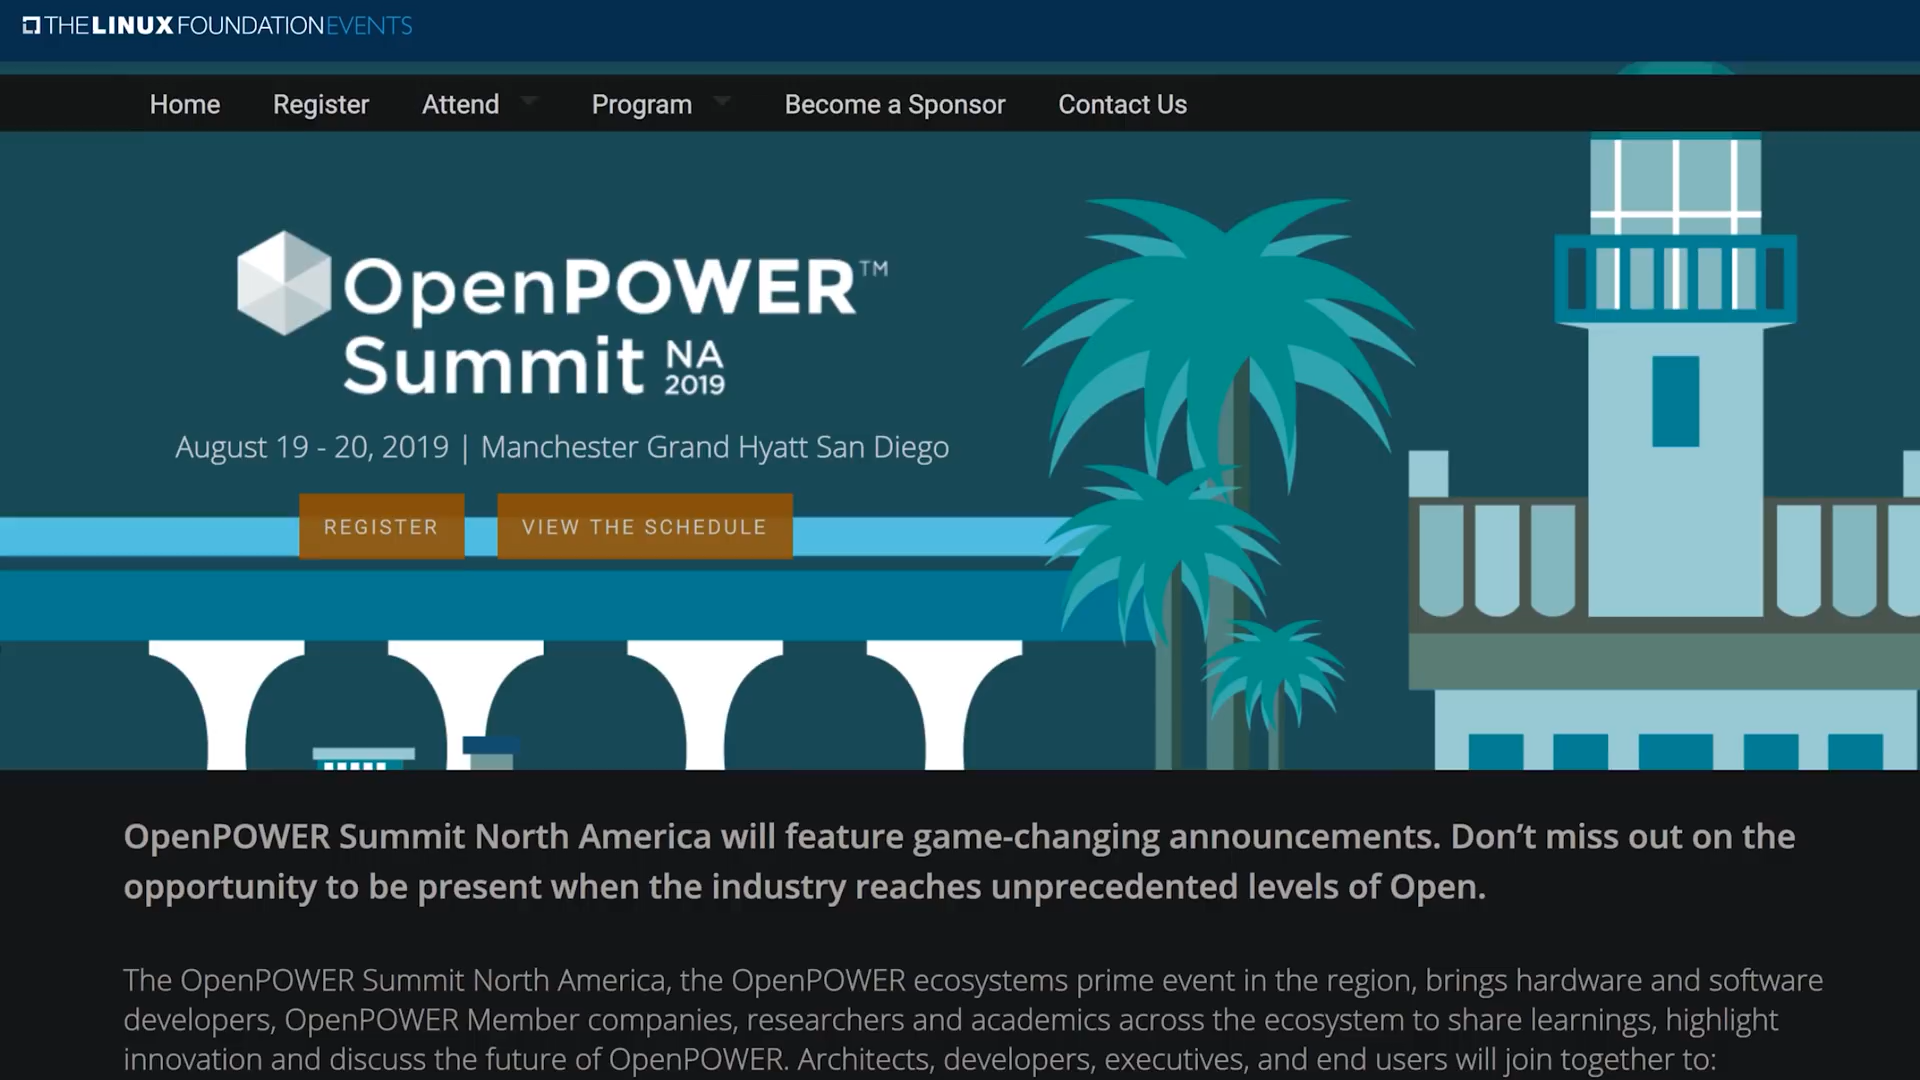 THE LINUX FOUNDATION EVENTS
Home Register Attend Program Become a Sponsor Contact Us
OpenPOWER™
Summit NA 2019
August 19 - 20, 2019 | Manchester Grand Hyatt San Diego
REGISTER VIEW THE SCHEDULE
OpenPOWER Summit North America will feature game-changing announcements. Don’t miss out on the
opportunity to be present when the industry reaches unprecedented levels of Open.
The OpenPOWER Summit North America, the OpenPOWER ecosystems prime event in the region, brings hardware and software
developers, OpenPOWER Member companies, researchers and academics across the ecosystem to share learnings, highlight
innovation and discuss the future of OpenPOWER. Architects, developers, executives, and end users will join together to: